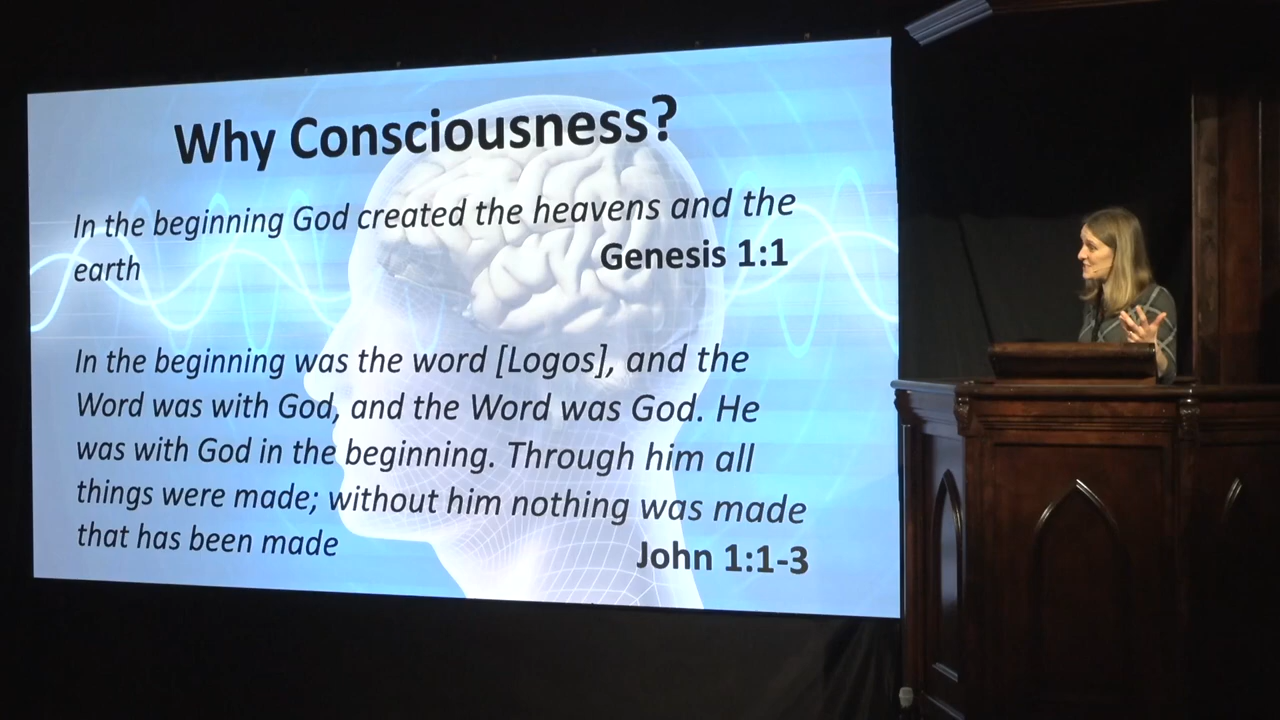 Why Consciousness?
In the beginning God created the heavens and the
earth Genesis 1:1
In the beginning was the word [Logos], and the
Word was with God, and the Word was God. He
was with God in the beginning. Through him all
things were made; without him nothing was made
that has been made John 1:1-3